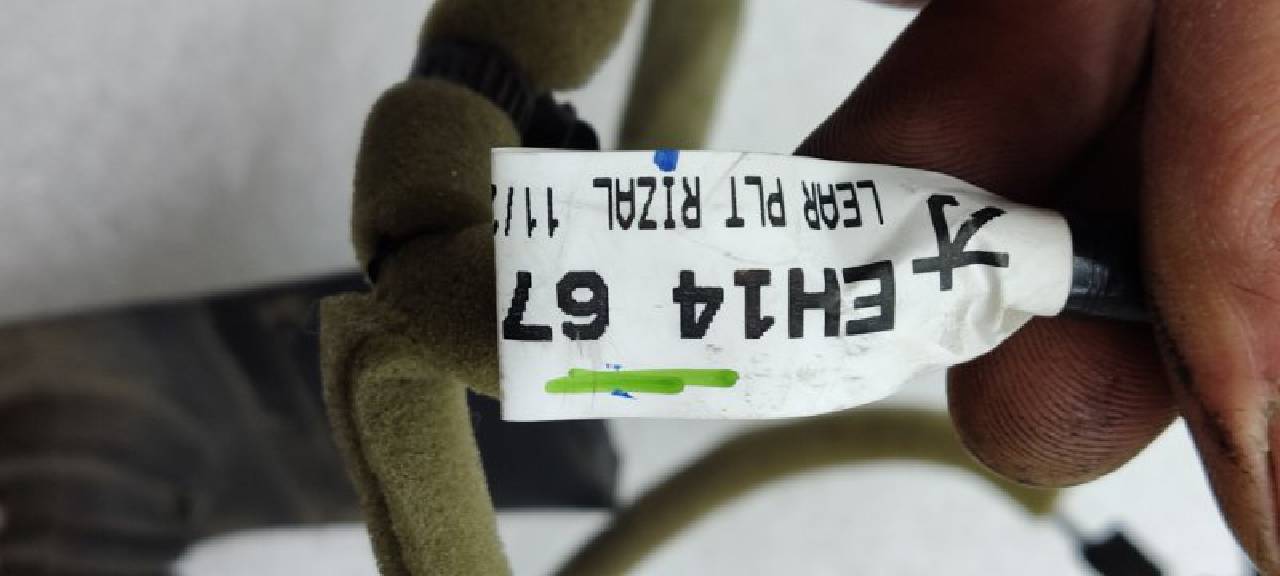 EH14 67
LEAR PLT RIZAL 11/